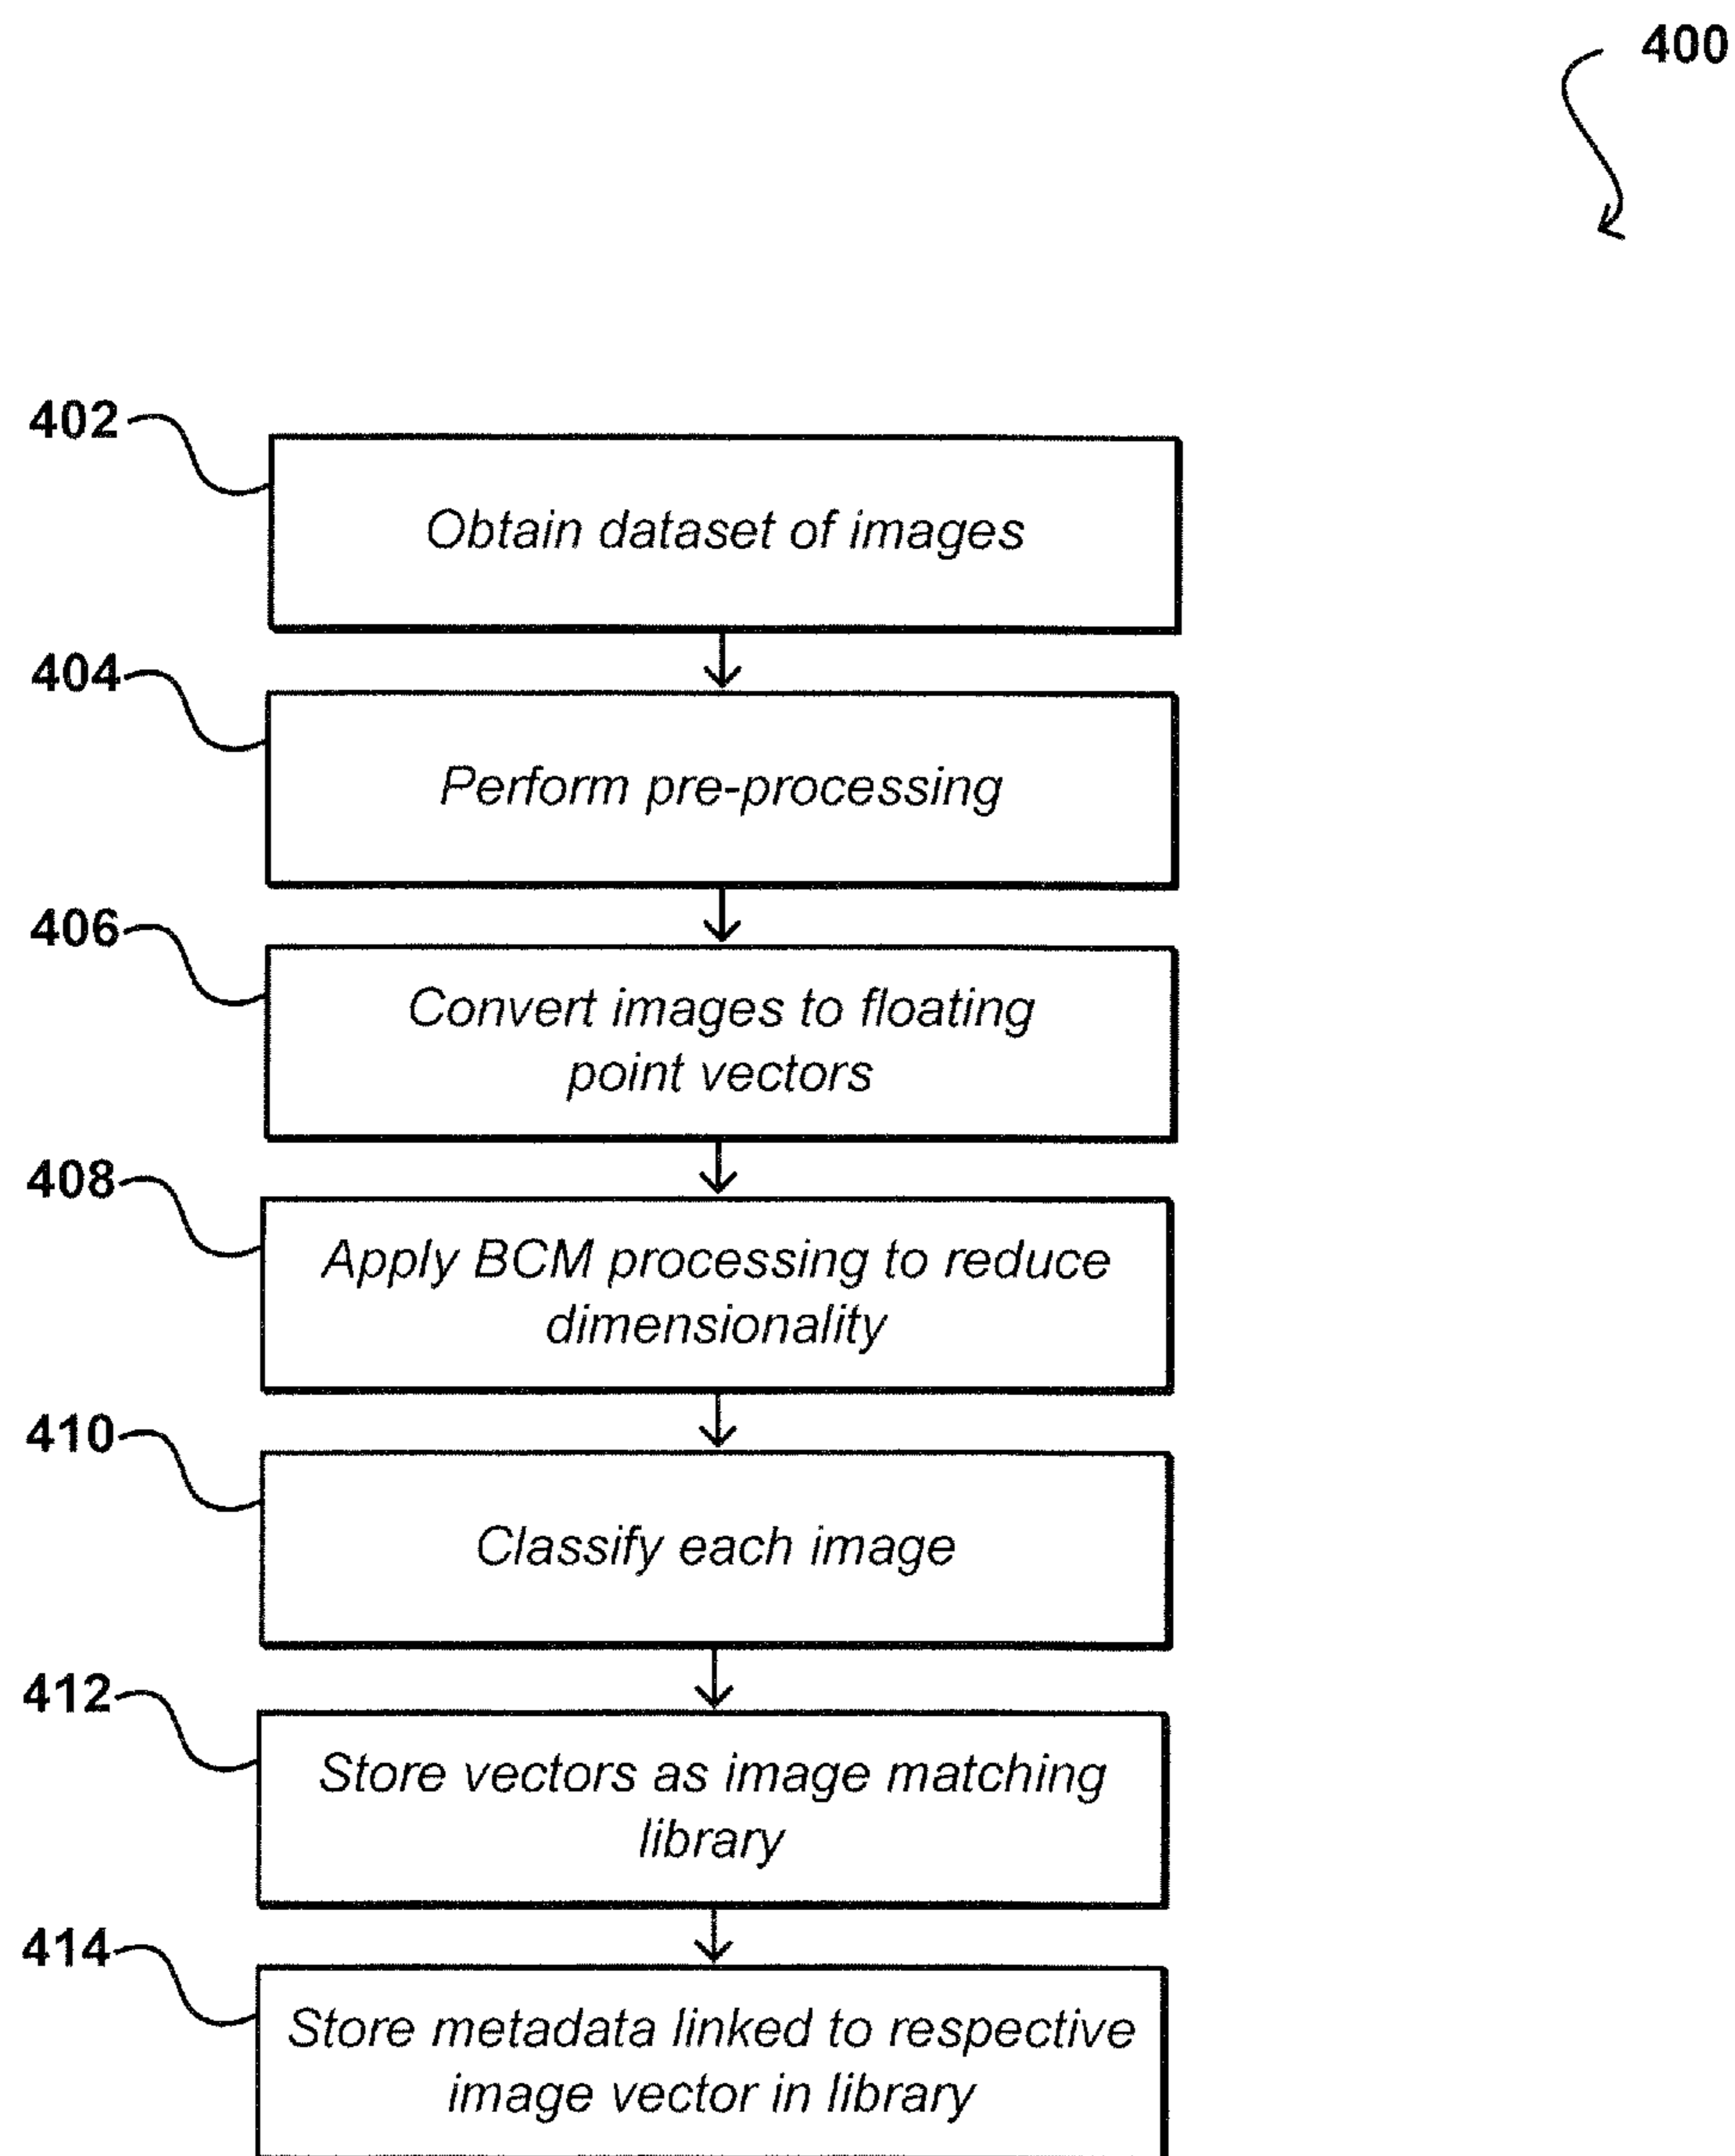 400
402
Obtain dataset of images
404
Perform pre-processing
406
Convert images to floating
point vectors
408
Apply BCM processing to reduce
dimensionality
410
Classify each image
412
Store vectors as image matching
library
414
Store metadata linked to respective
image vector in library